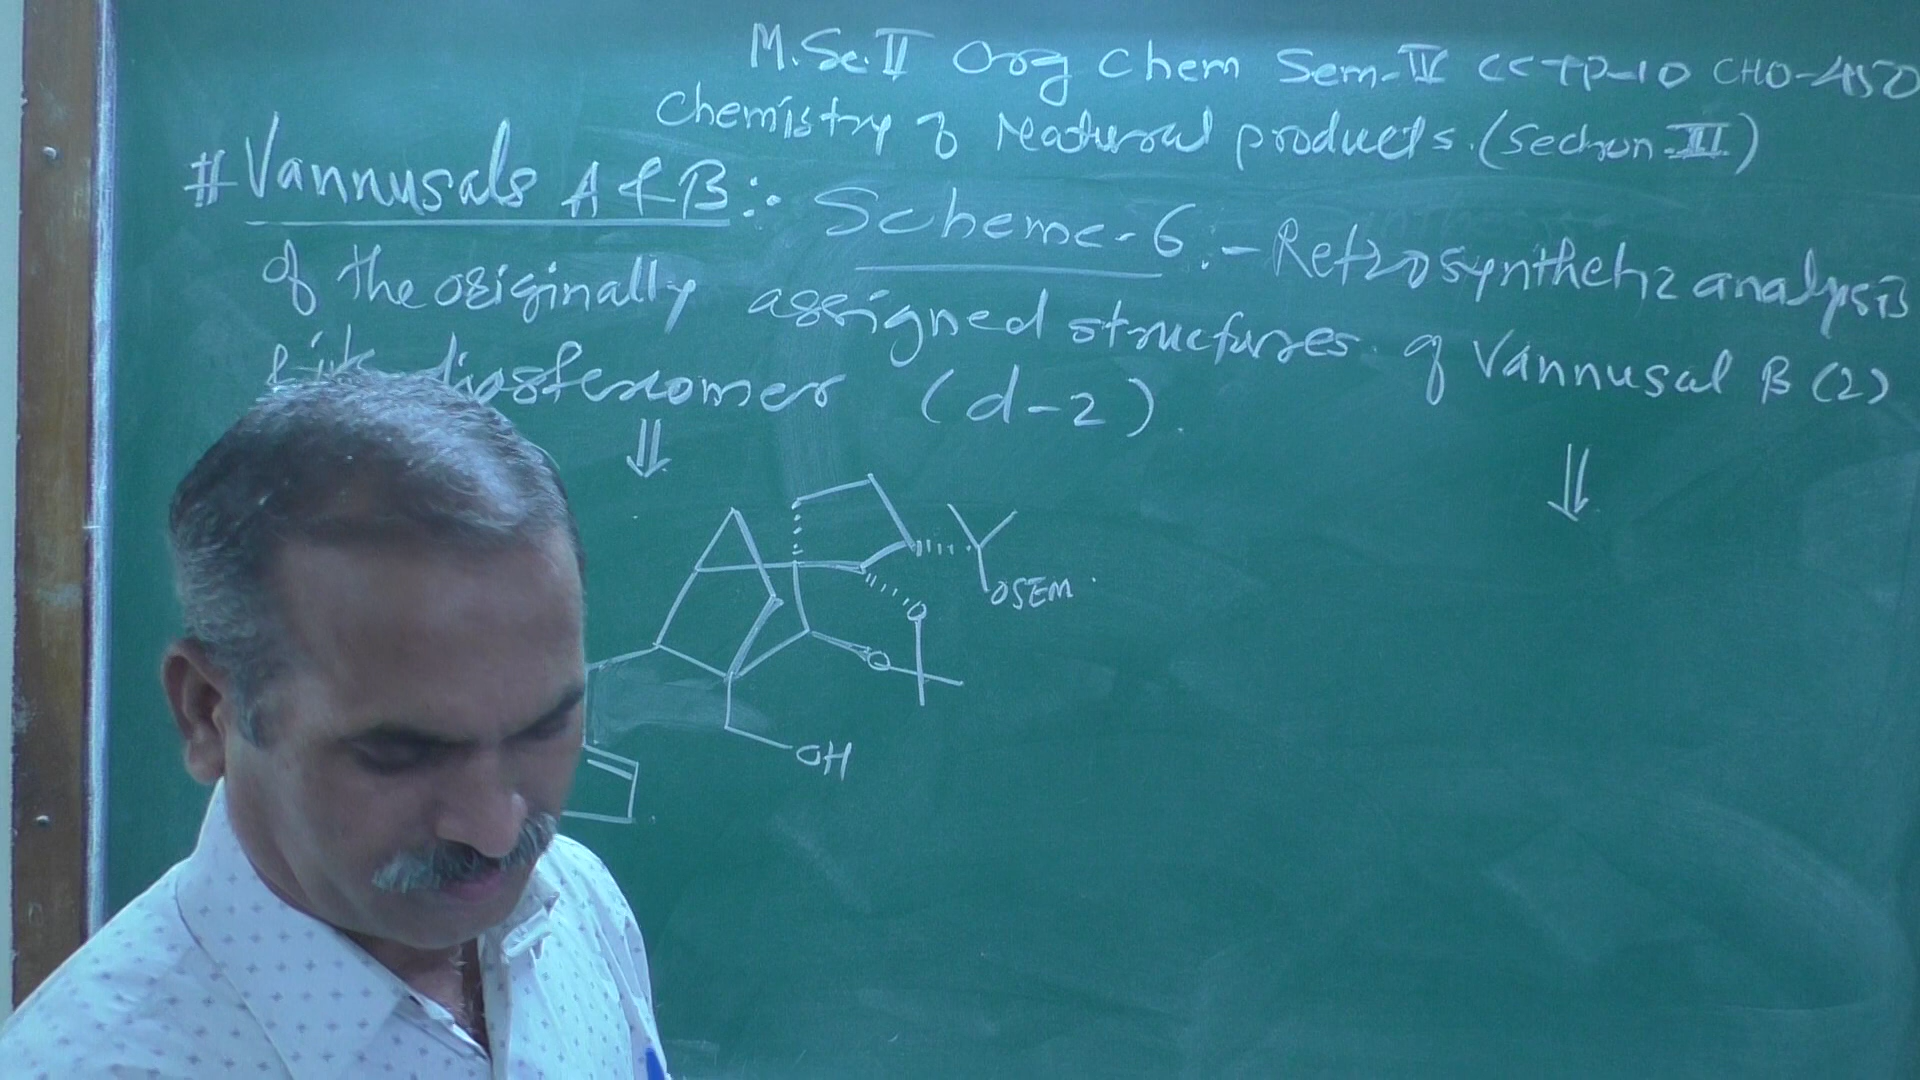 M.Sc.II Org Chem Sem-IV CCTP-10 CHO-450
Chemistry of Natural products. (Section-III)
# Vannusals A & B :- Scheme-6.- Retrosynthetic analysis
of the originally assigned structures of Vannusal B (2)
& its diastereomer (d-2).
OSEM
O
O
OH